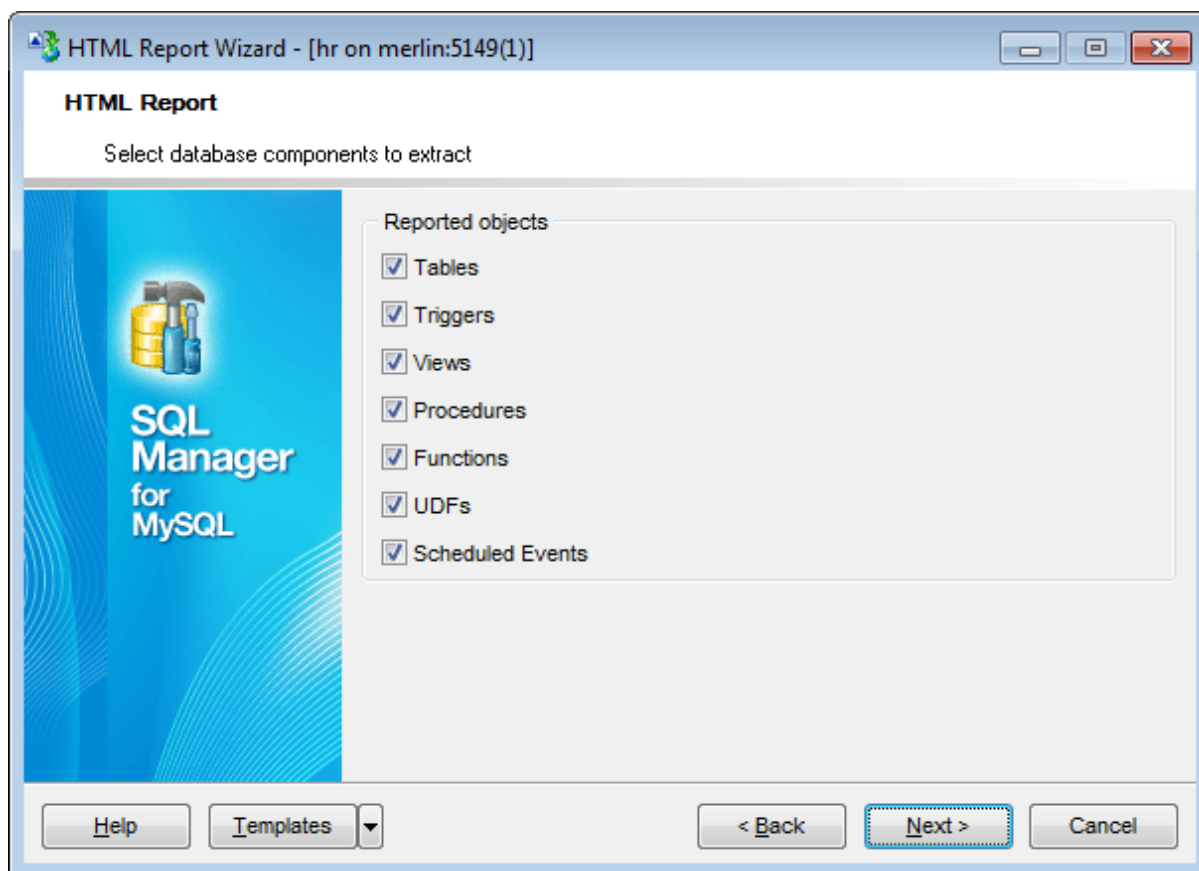 HTML Report Wizard - [hr on merlin:5149(1)]
HTML Report
Select database components to extract
Reported objects
Tables
Triggers
Views
Procedures
Functions
UDFs
Scheduled Events
SQL
Manager
for
MySQL
Help
Templates
< Back
Next >
Cancel